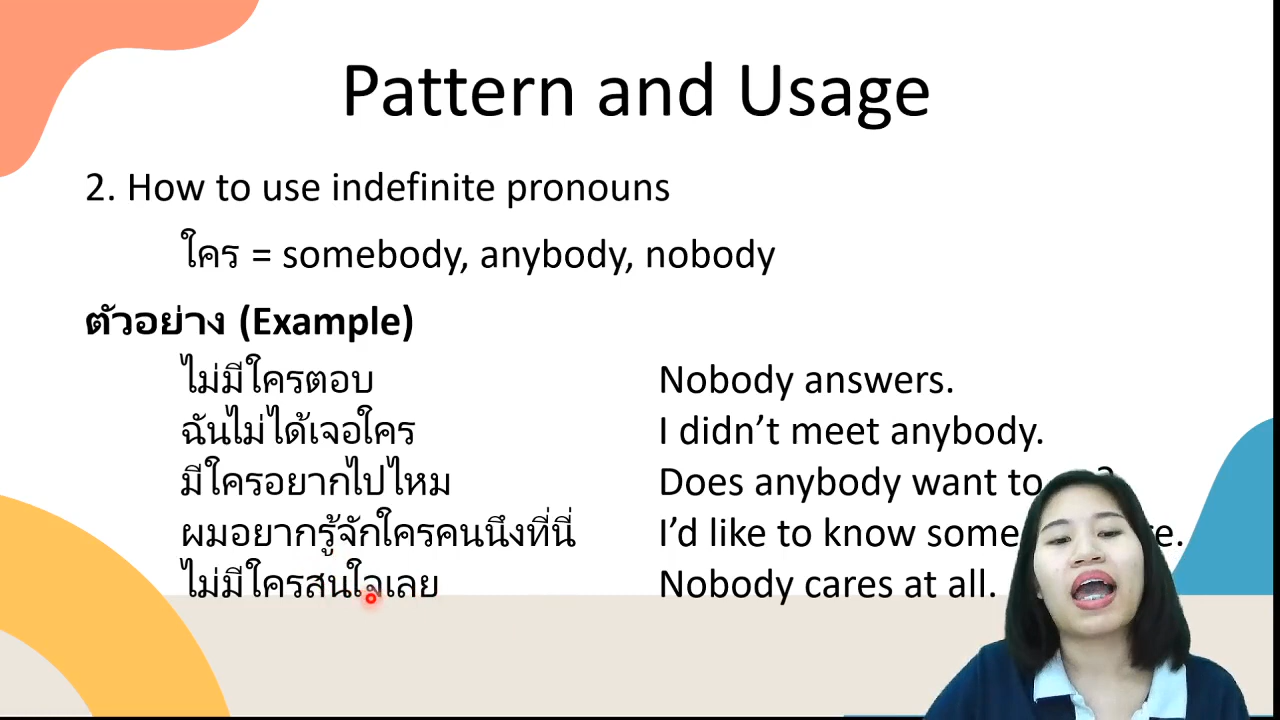 Pattern and Usage
2. How to use indefinite pronouns
ใคร = somebody, anybody, nobody
ตัวอย่าง (Example)
ไม่มีใครตอบ Nobody answers.
ฉันไม่ได้เจอใคร I didn’t meet anybody.
มีใครอยากไปไหม Does anybody want to
ผมอยากรู้จักใครคนนึงที่นี่ I’d like to know
ไม่มีใครสนใจเลย Nobody cares at all.